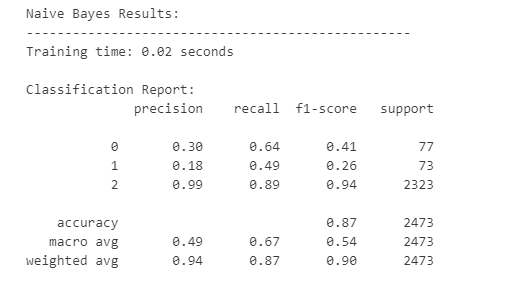 Naive Bayes Results:
--------------------------------------------------
Training time: 0.02 seconds
Classification Report:
precision recall f1-score support
0 0.30 0.64 0.41 77
1 0.18 0.49 0.26 73
2 0.99 0.89 0.94 2323
accuracy 0.87 2473
macro avg 0.49 0.67 0.54 2473
weighted avg 0.94 0.87 0.90 2473